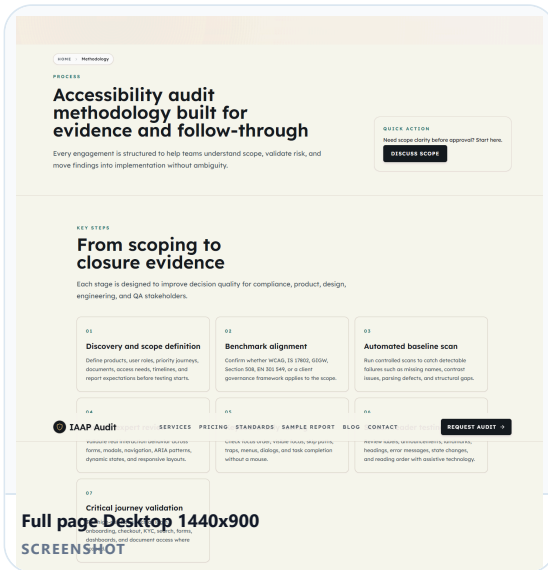 HOME
Methodology
PROCESS
Accessibility audit
methodology built for
evidence and follow-through
Every engagement is structured to help teams understand scope, validate risk, and
move findings into implementation without ambiguity.
QUICK ACTION
Need scope clarity before approval? Start here.
DISCUSS SCOPE
KEY STEPS
From scoping to
closure evidence
Each stage is designed to improve decision quality for compliance, product, design,
engineering, and QA stakeholders.
01
Discovery and scope definition
Define products, user roles, priority journeys,
documents, access needs, timelines, and
report expectations before testing starts.
02
Benchmark alignment
Confirm whether WCAG, IS 17802, GIGW,
Section 508, EN 301 549, or a client
governance framework applies to the scope.
03
Automated baseline scan
Run controlled scans to catch detectable
failures such as missing names, contrast
issues, parsing defects, and structural gaps.
04
05
06
IAAP Audit
SERVICES PRICING STANDARDS SAMPLE REPORT BLOG CONTACT
REQUEST AUDIT →
Validate real interaction behavior across
forms, modals, navigation, ARIA patterns,
dynamic states, and responsive layouts.
Check focus order, visible focus, skip paths,
traps, menus, dialogs, and task completion
without a mouse.
Review labels, announcements, landmarks,
headings, error messages, state changes,
and reading order with assistive technology.
07
Critical journey validation
onboarding, checkout, KYC, search, forms,
dashboards, and document access where
Full page Desktop 1440x900
SCREENSHOT